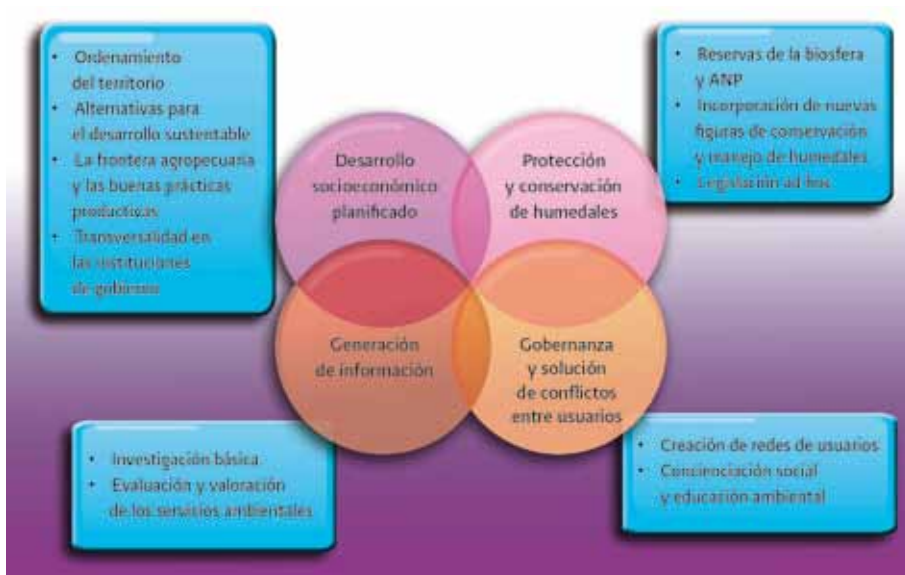 • Ordenamiento
del territorio
• Alternativas para
el desarrollo sustentable
• La frontera agropecuaria
y las buenas prácticas
productivas
• Transversalidad en
las instituciones
de gobierno
• Reservas de la biosfera
y ANP
• Incorporación de nuevas
figuras de conservación
y manejo de humedales
• Legislación ad hoc
Desarrollo
socioeconómico
planificado
Protección
y conservación
de humedales
Generación
de información
Gobernanza
y solución
de conflictos
entre usuarios
• Investigación básica
• Evaluación y valoración
de los servicios ambientales
• Creación de redes de usuarios
• Concienciación social
y educación ambiental